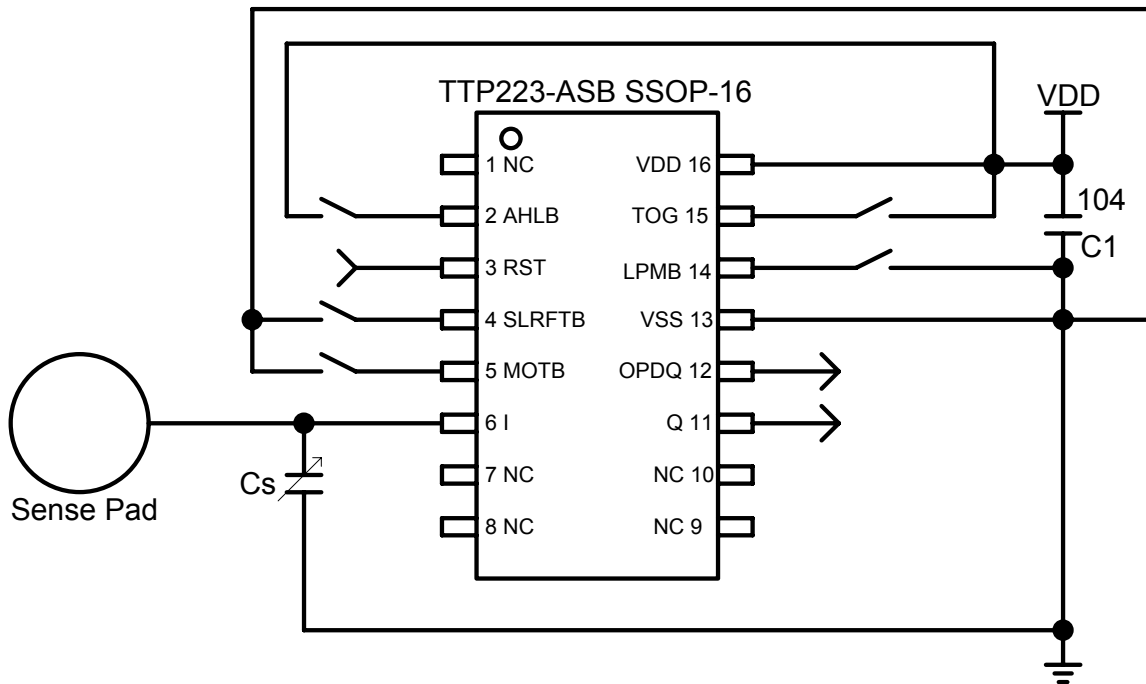 TTP223-ASB SSOP-16
VDD
1 NC
VDD 16
2 AHLB
TOG 15
104
C1
3 RST
LPMB 14
4 SLRFTB
VSS 13
5 MOTB
OPDQ 12
6 I
Q 11
Cs
7 NC
NC 10
Sense Pad
8 NC
NC 9